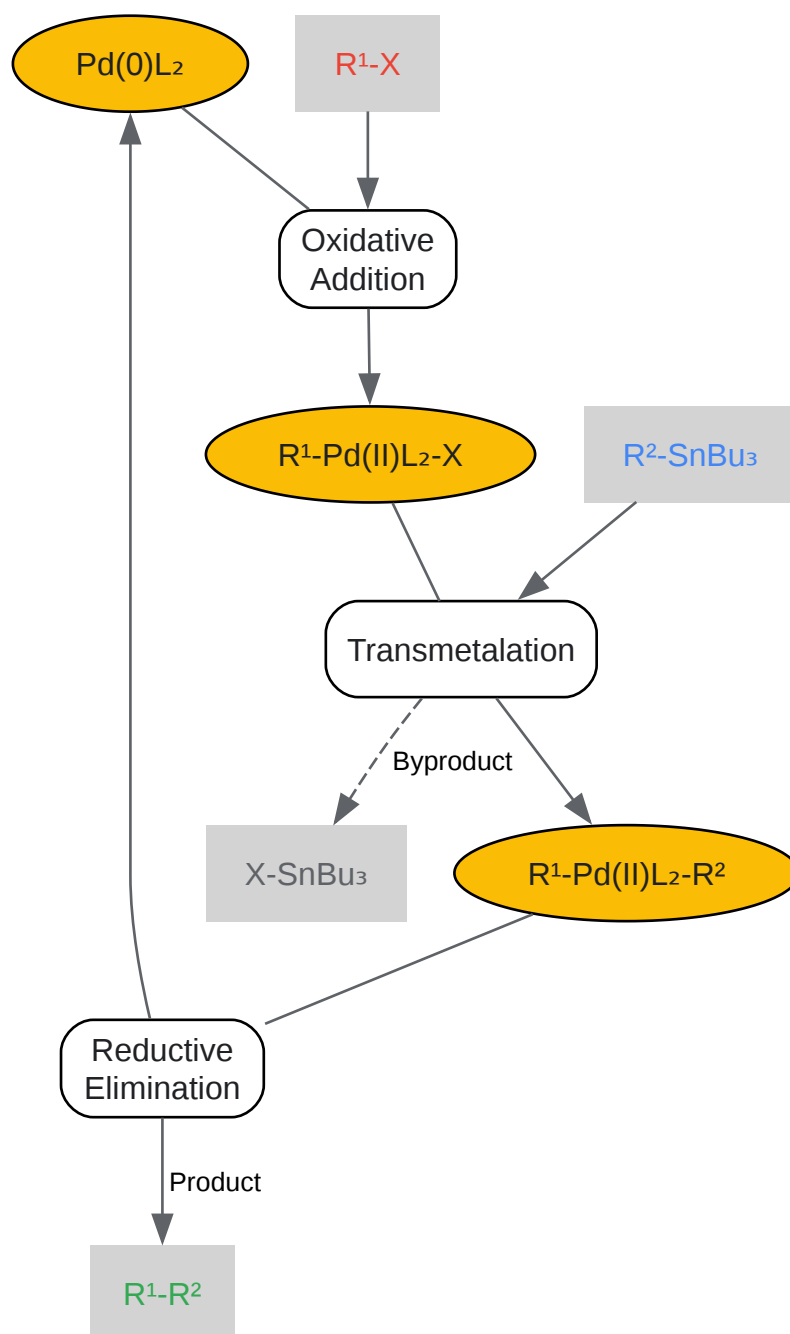 Pd(0)L₂
R¹-X
Oxidative
Addition
R¹-Pd(II)L₂-X
R²-SnBu₃
Transmetalation
Byproduct
X-SnBu₃
R¹-Pd(II)L₂-R²
Reductive
Elimination
Product
R¹-R²